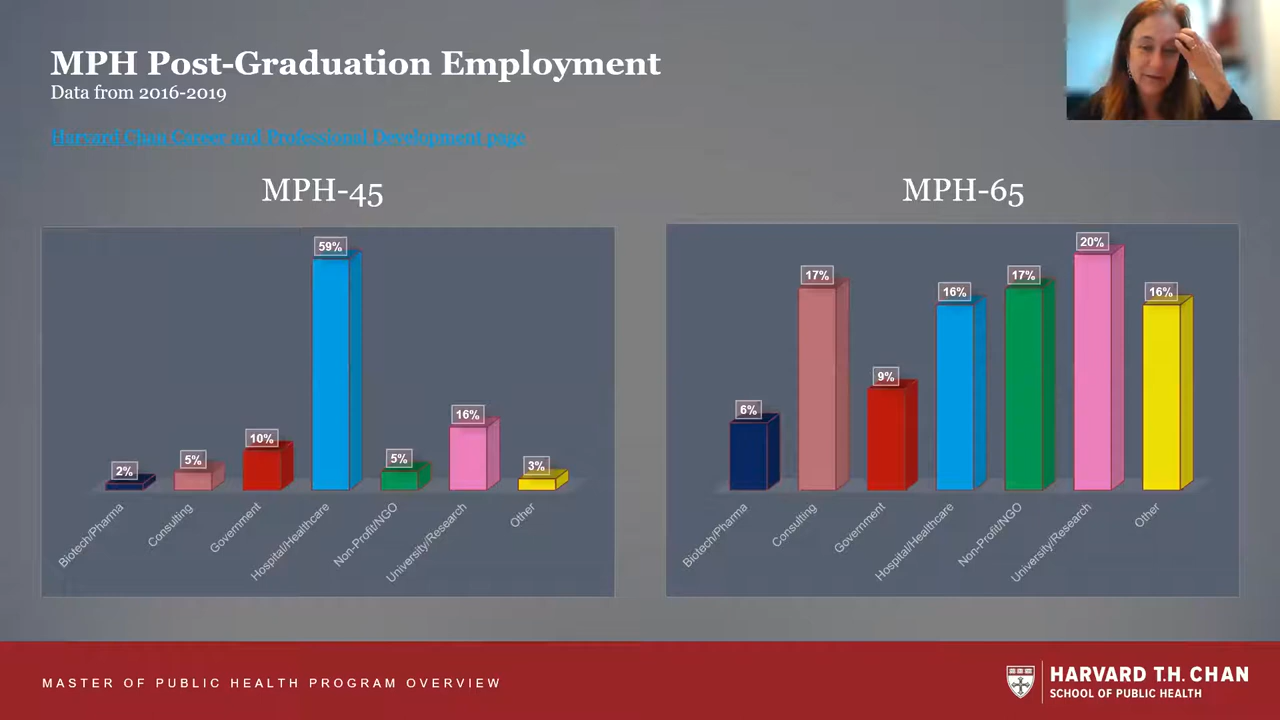 MPH Post-Graduation Employment
Data from 2016-2019
Harvard Chan Career and Professional Development page
MPH-45
59%
16%
10%
5%
5%
3%
2%
Biotech/Pharma
Consulting
Government
Hospital/Healthcare
Non-Profit/NGO
University/Research
Other
MPH-65
20%
17%
17%
16%
16%
9%
6%
Biotech/Pharma
Consulting
Government
Hospital/Healthcare
Non-Profit/NGO
University/Research
Other
MASTER OF PUBLIC HEALTH PROGRAM OVERVIEW
HARVARD T.H. CHAN
SCHOOL OF PUBLIC HEALTH